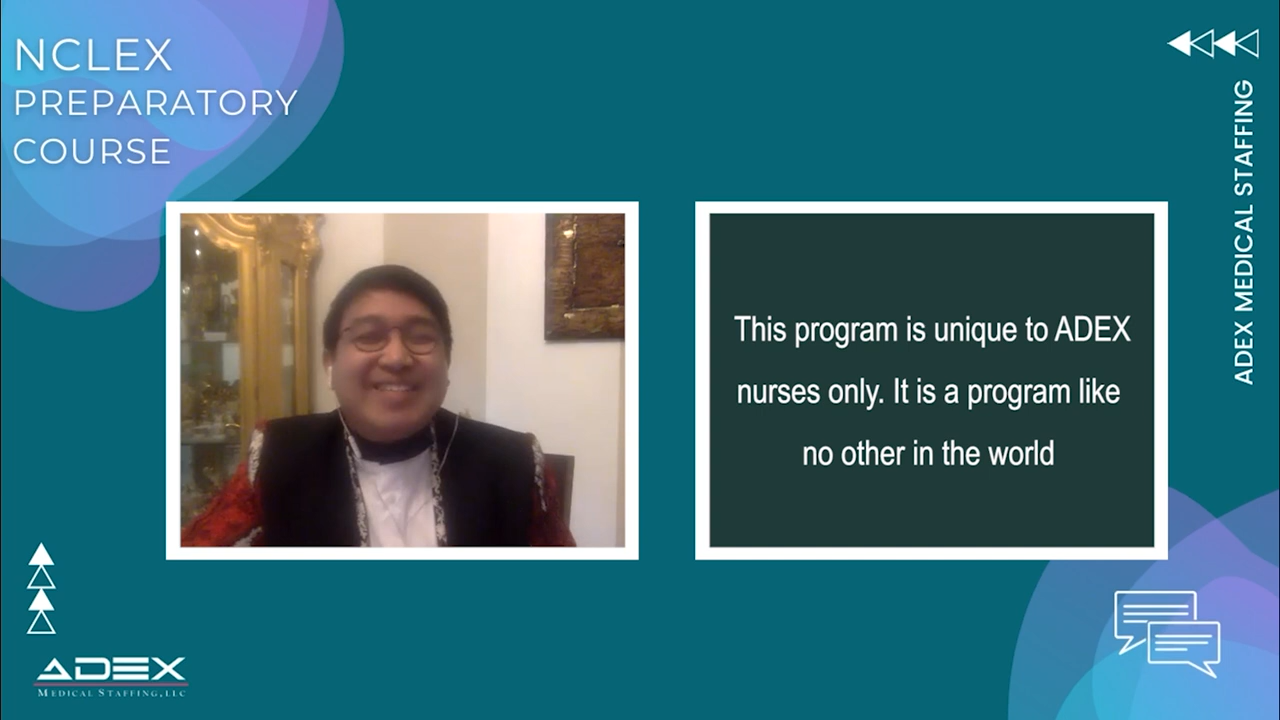 NCLEX
PREPARATORY
COURSE
ADEX MEDICAL STAFFING
This program is unique to ADEX
nurses only. It is a program like
no other in the world
ADEX
MEDICAL STAFFING, LLC